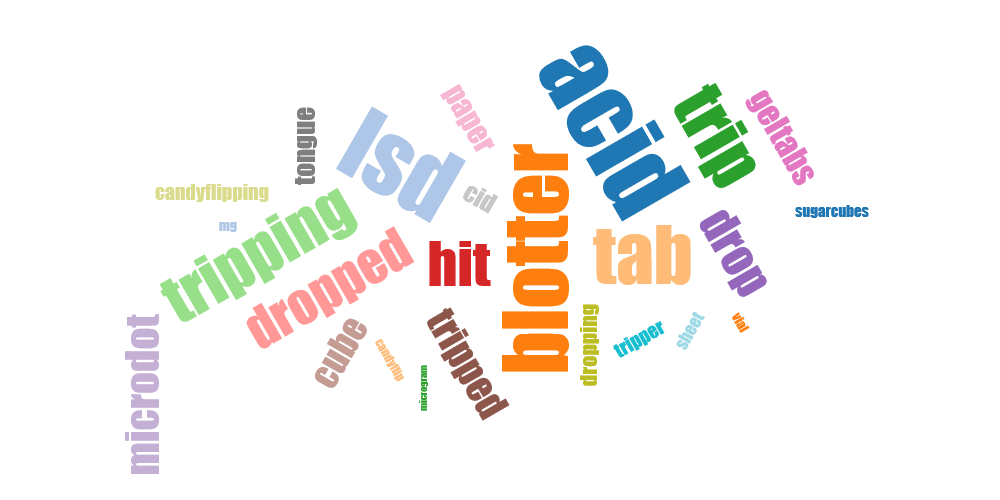 acid
trip
geltabs
paper
lsd
tongue
cid
candyflipping
mg
sugarcubes
blotter
tripping
dropped
hit
tab
drop
microdot
cube
candyflip
microgram
tripped
dropping
tripper
sheet
vial